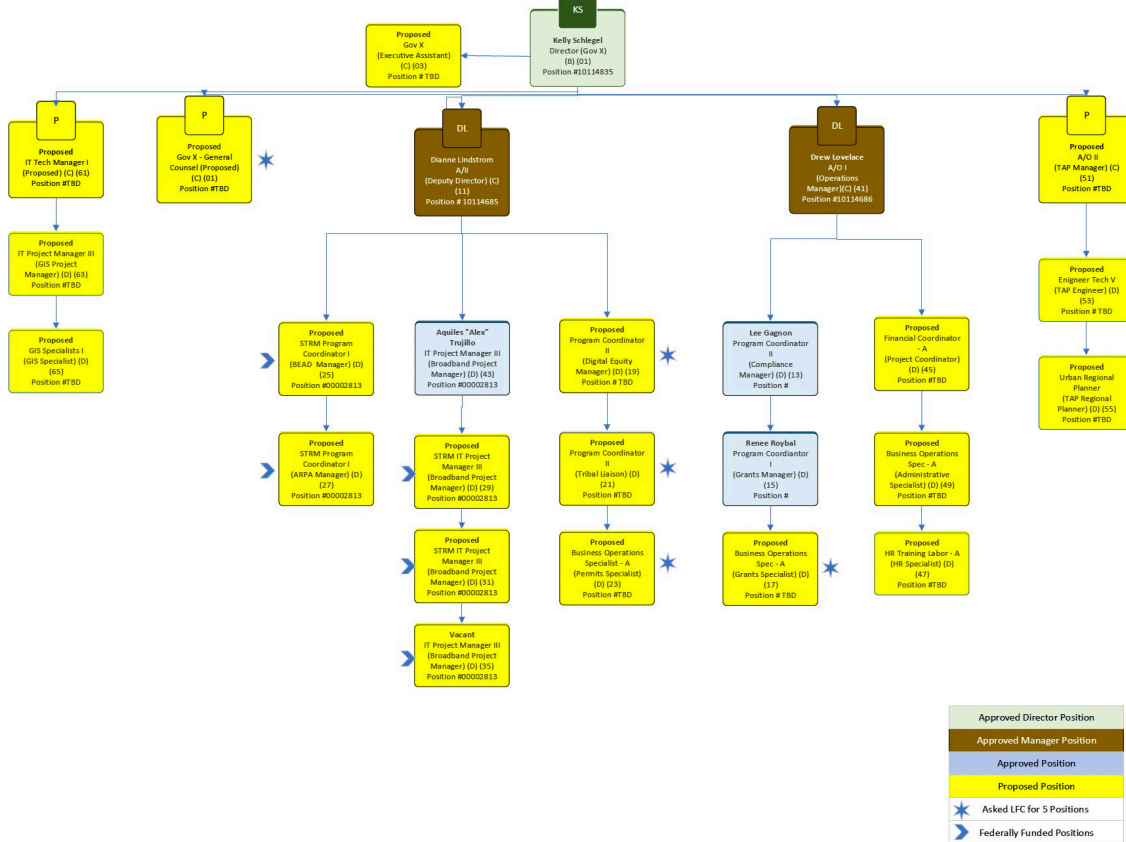 KS
Kelly Schlegel
Director (Gov X)
(B) (01)
Position #10114835
Proposed
Gov X
(Executive Assistant)
(C) (03)
Position # TBD
P
Proposed
IT Tech Manager I
(Proposed) (C) (61)
Position #TBD
P
Proposed
Gov X - General
Counsel (Proposed)
(C) (01)
Position #TBD
DL
Dianne Lindstrom
A/II
(Deputy Director) (C)
(11)
Position # 10114685
DL
Drew Lovelace
A/O I
(Operations
Manager)(C) (41)
Position #10114686
P
Proposed
A/O II
(TAP Manager) (C)
(51)
Position #TBD
Proposed
IT Project Manager III
(GIS Project
Manager) (D) (63)
Position #TBD
Proposed
GIS Specialists I
(GIS Specialist) (D)
(65)
Position #TBD
Proposed
STRM Program
Coordinator I
(BEAD Manager) (D)
(25)
Position #00002813
Proposed
STRM Program
Coordinator I
(ARPA Manager) (D)
(27)
Position #00002813
Aquiles "Alex"
Trujillo
IT Project Manager III
(Broadband Project
Manager) (D) (43)
Position #00002813
Proposed
STRM IT Project
Manager III
(Broadband Project
Manager) (D) (29)
Position #00002813
Proposed
STRM IT Project
Manager III
(Broadband Project
Manager) (D) (31)
Position #00002813
Vacant
IT Project Manager III
(Broadband Project
Manager) (D) (35)
Position #00002813
Proposed
Program Coordinator
II
(Digital Equity
Manager) (D) (19)
Position # TBD
Proposed
Program Coordinator
II
(Tribal Liaison) (D)
(21)
Position #TBD
Proposed
Business Operations
Specialist - A
(Permits Specialist)
(D) (23)
Position #TBD
Lee Gagnon
Program Coordinator
II
(Compliance
Manager) (D) (13)
Position #
Renee Roybal
Program Coordiantor
I
(Grants Manager) (D)
(15)
Position #
Proposed
Business Operations
Spec - A
(Grants Specialist) (D)
(17)
Position # TBD
Proposed
Financial Coordinator -
A
(Project Coordinator)
(D) (45)
Position #TBD
Proposed
Business Operations
Spec - A
(Administrative
Specialist) (D) (49)
Position #TBD
Proposed
HR Training Labor - A
(HR Specialist) (D)
(47)
Position #TBD
Proposed
Enigneer Tech V
(TAP Engineer) (D)
(53)
Position # TBD
Proposed
Urban Regional
Planner
(TAP Regional
Planner) (D) (55)
Position #TBD
Approved Director Position
Approved Manager Position
Approved Position
Proposed Position
Asked LFC for 5 Positions
Federally Funded Positions